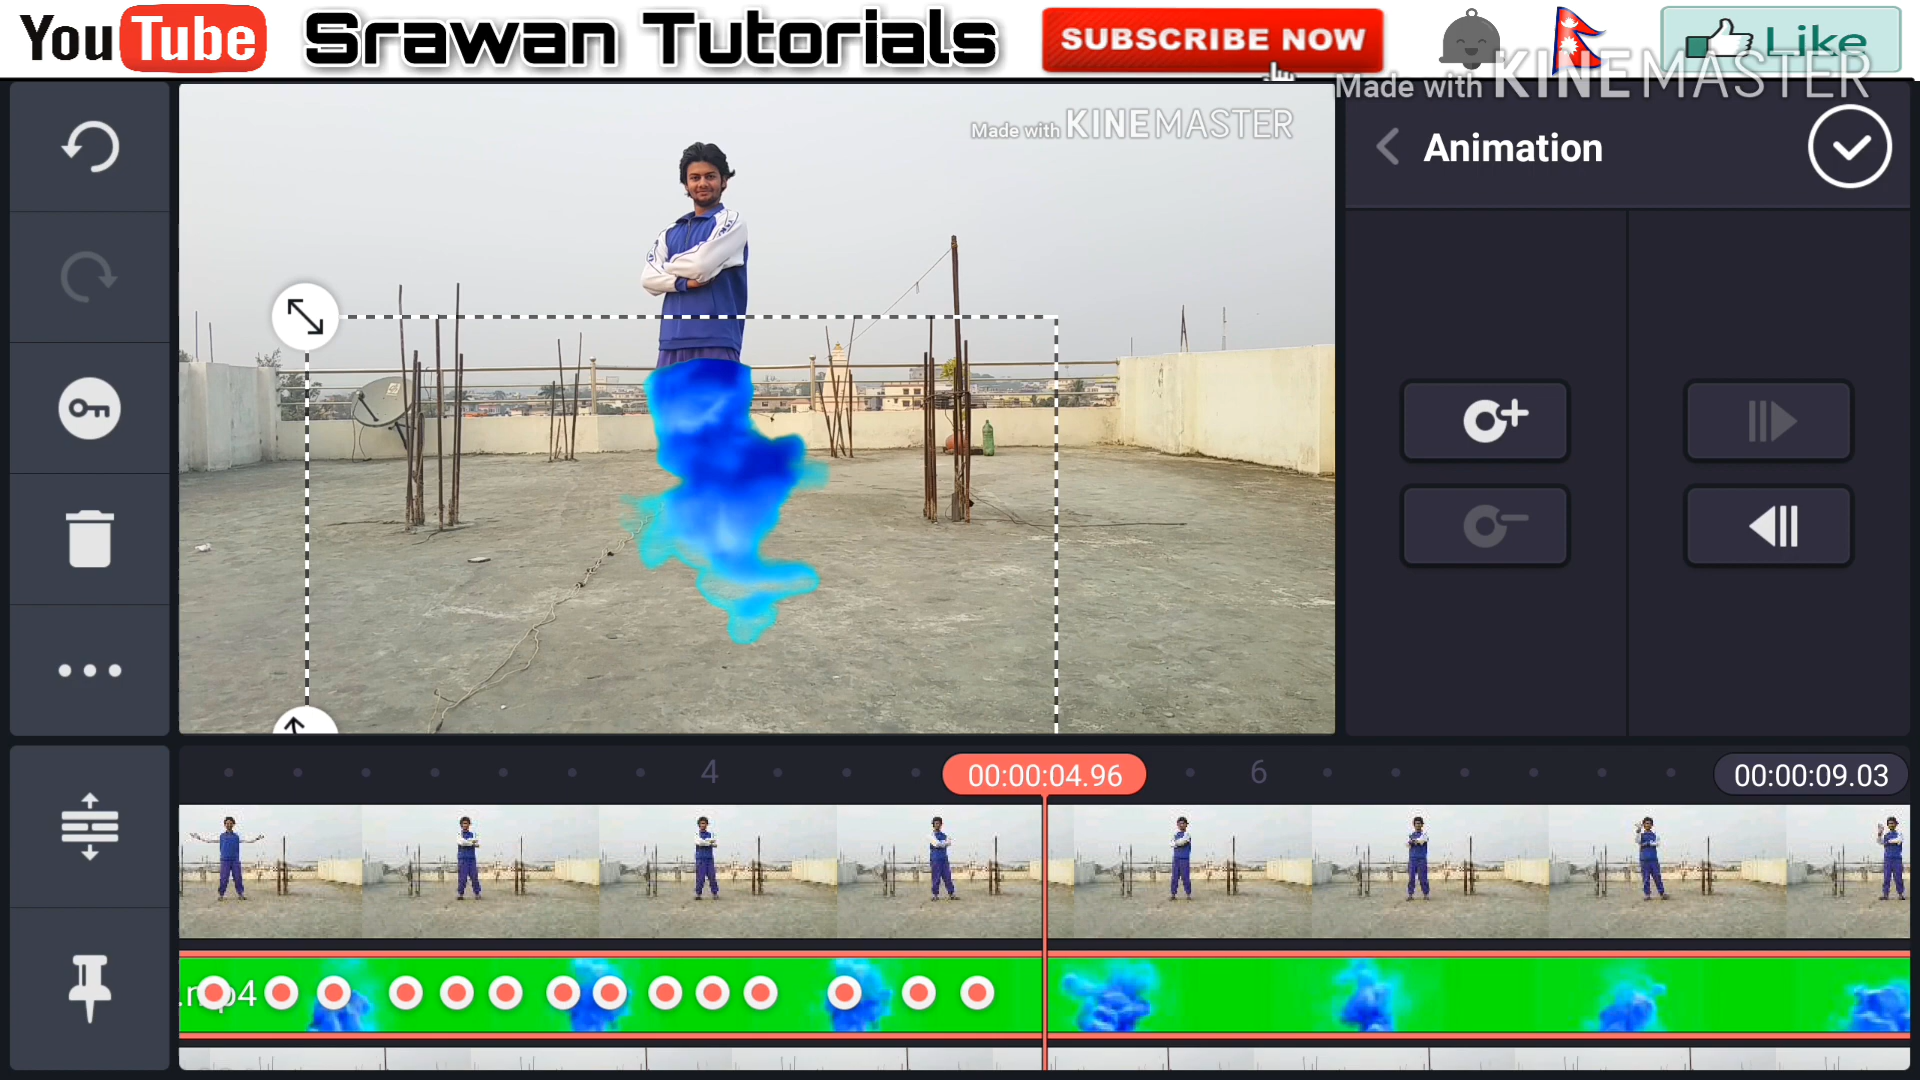 YouTube Srawan Tutorials SUBSCRIBE NOW Like
Made with KINEMASTER
Made with KINEMASTER
Animation
4 00:00:04.96 6 00:00:09.03
.mp4